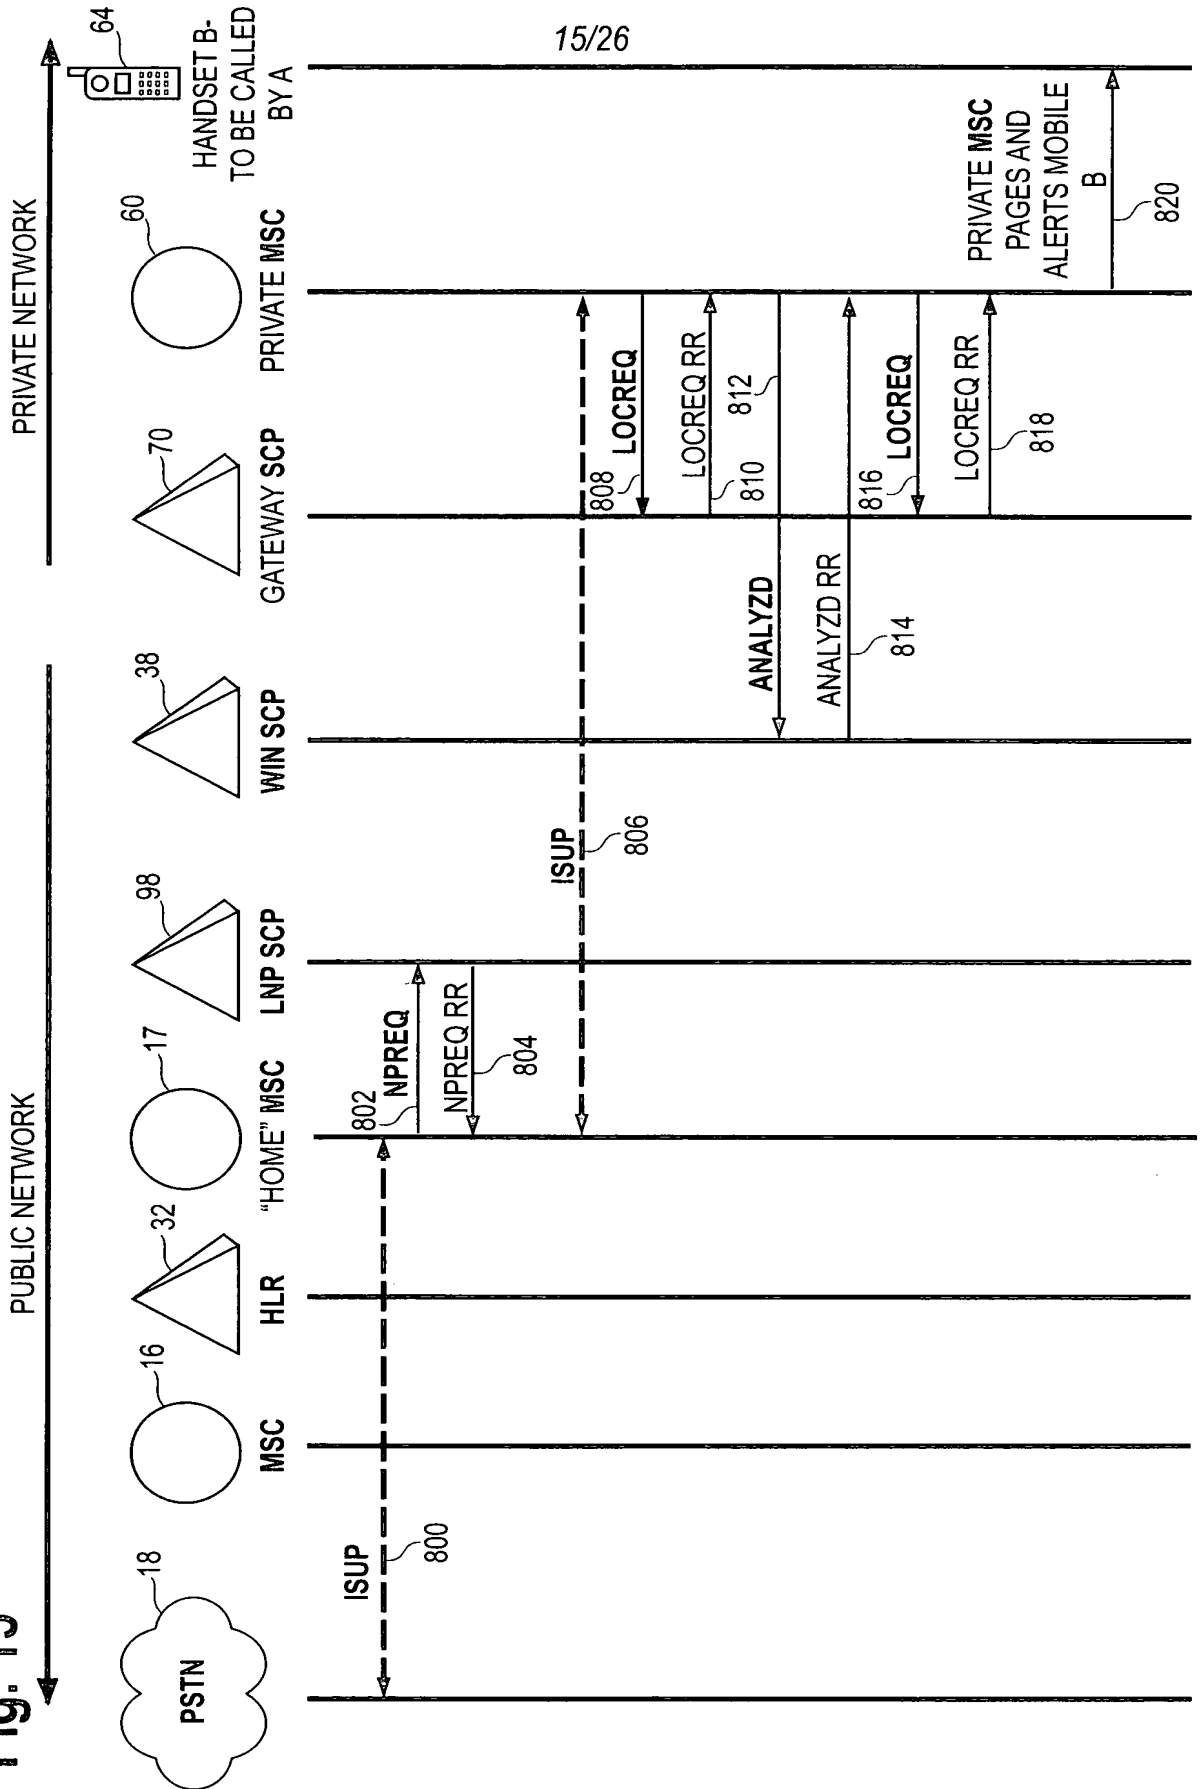 15/26
PUBLIC NETWORK
PRIVATE NETWORK
18
16
32
17
98
38
70
60
64
PSTN
MSC
HLR
"HOME" MSC
LNP SCP
WIN SCP
GATEWAY SCP
PRIVATE MSC
HANDSET B-
TO BE CALLED
BY A
ISUP
800
802
NPREQ
NPREQ RR
804
ISUP
806
808
LOCREQ
LOCREQ RR
810
812
ANALYZD
ANALYZD RR
814
816
LOCREQ
LOCREQ RR
818
PRIVATE MSC
PAGES AND
ALERTS MOBILE
B
820